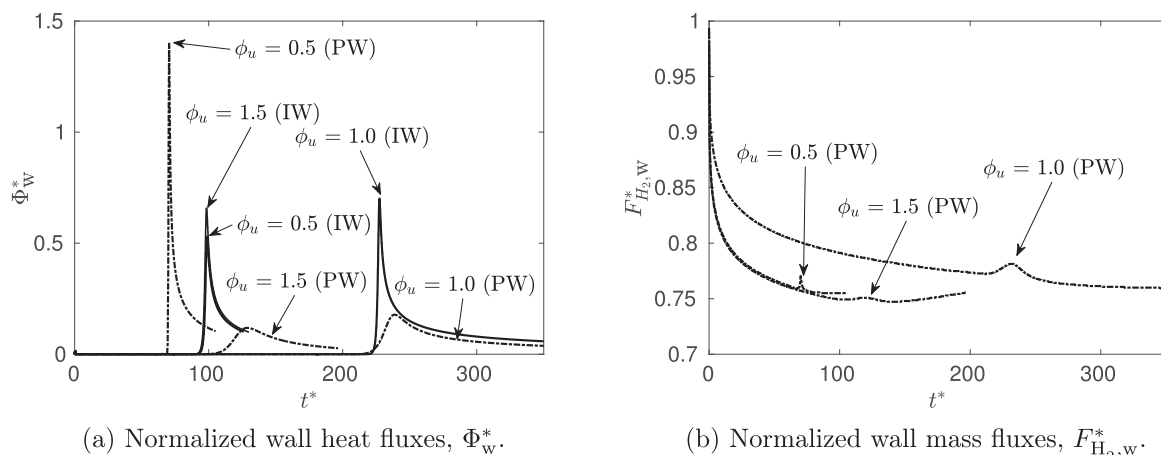 1.5
1
0.5
0
0 100 200 300
Φ*w
t*
ϕu = 0.5 (PW)
ϕu = 1.5 (IW)
ϕu = 1.0 (IW)
ϕu = 0.5 (IW)
ϕu = 1.5 (PW)
ϕu = 1.0 (PW)
(a) Normalized wall heat fluxes, Φ*w.
1
0.95
0.9
0.85
0.8
0.75
0.7
0 100 200 300
F*H2,w
t*
ϕu = 0.5 (PW)
ϕu = 1.0 (PW)
ϕu = 1.5 (PW)
(b) Normalized wall mass fluxes, F*H2,w.